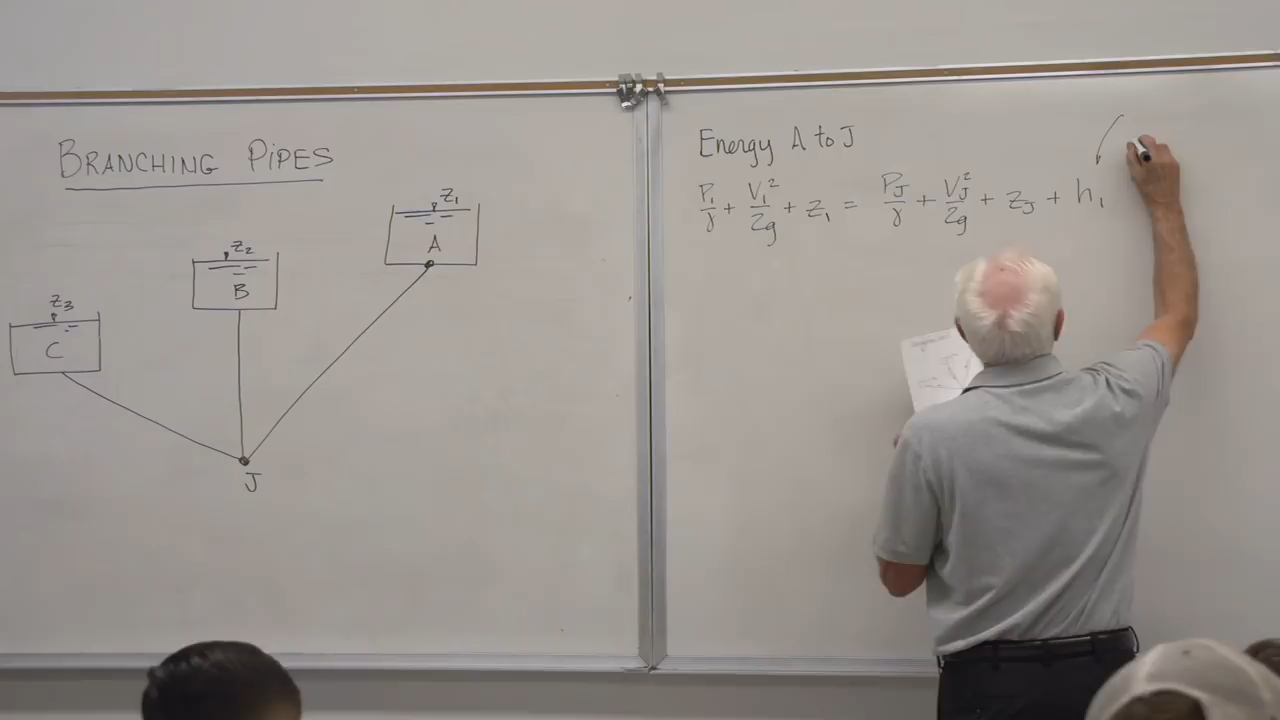 BRANCHING PIPES
z₁
A
z₂
B
z₃
C
J
Energy A to J
P₁/γ + V₁²/2g + z₁ = P_J/γ + V_J²/2g + z_J + h₁